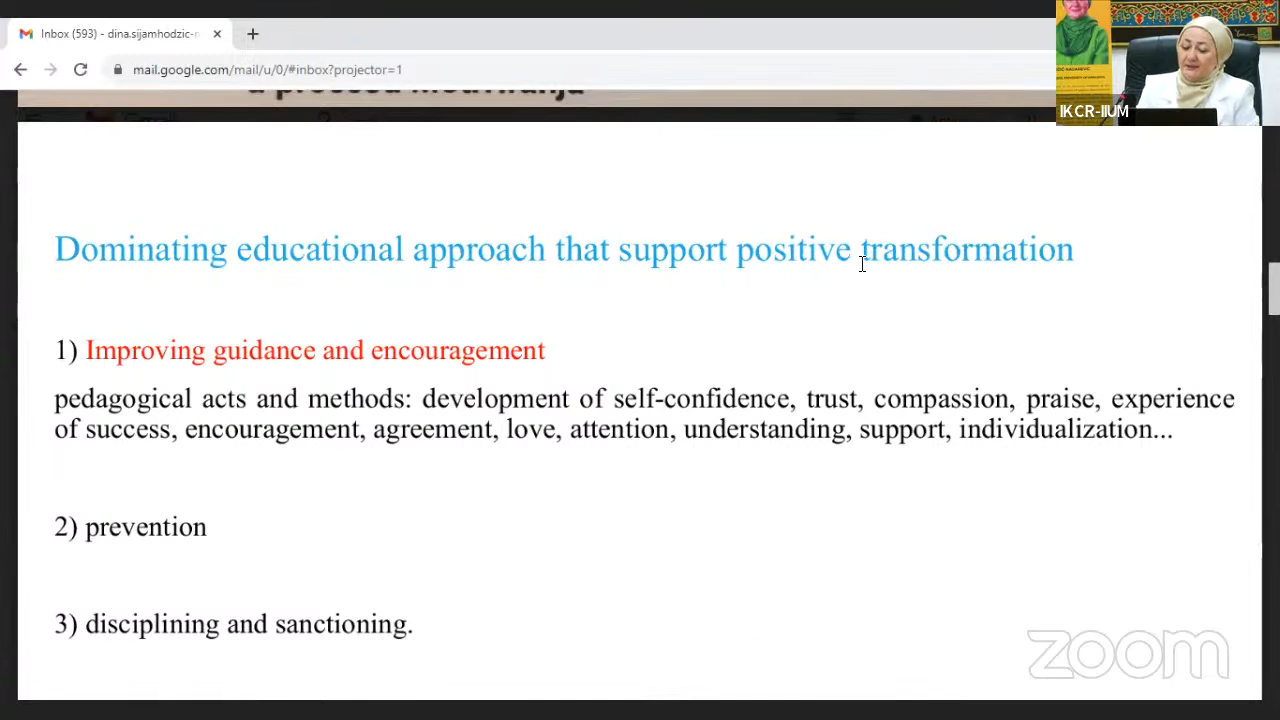 Inbox (593) - dina.sijamhodzic-
mail.google.com/mail/u/0/#inbox?projector=1
IKCR-IIUM
Dominating educational approach that support positive transformation
1) Improving guidance and encouragement
pedagogical acts and methods: development of self-confidence, trust, compassion, praise, experience
of success, encouragement, agreement, love, attention, understanding, support, individualization...
2) prevention
3) disciplining and sanctioning.
zoom